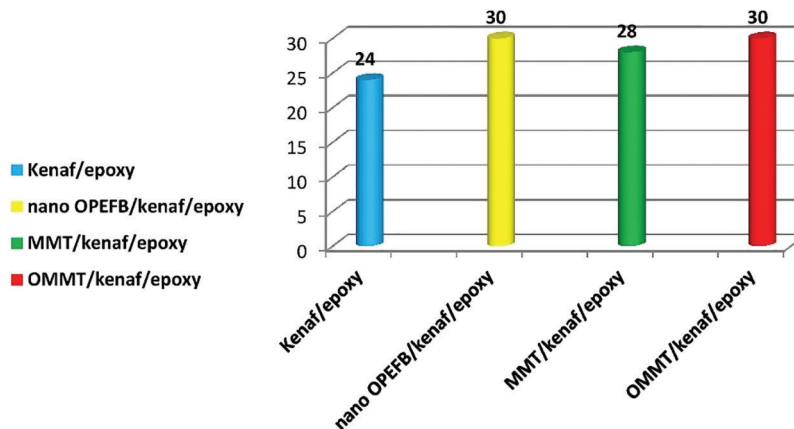 30
25
20
15
10
5
0
24
30
28
30
Kenaf/epoxy
nano OPEFB/kenaf/epoxy
MMT/kenaf/epoxy
OMMT/kenaf/epoxy
Kenaf/epoxy
nano OPEFB/kenaf/epoxy
MMT/kenaf/epoxy
OMMT/kenaf/epoxy